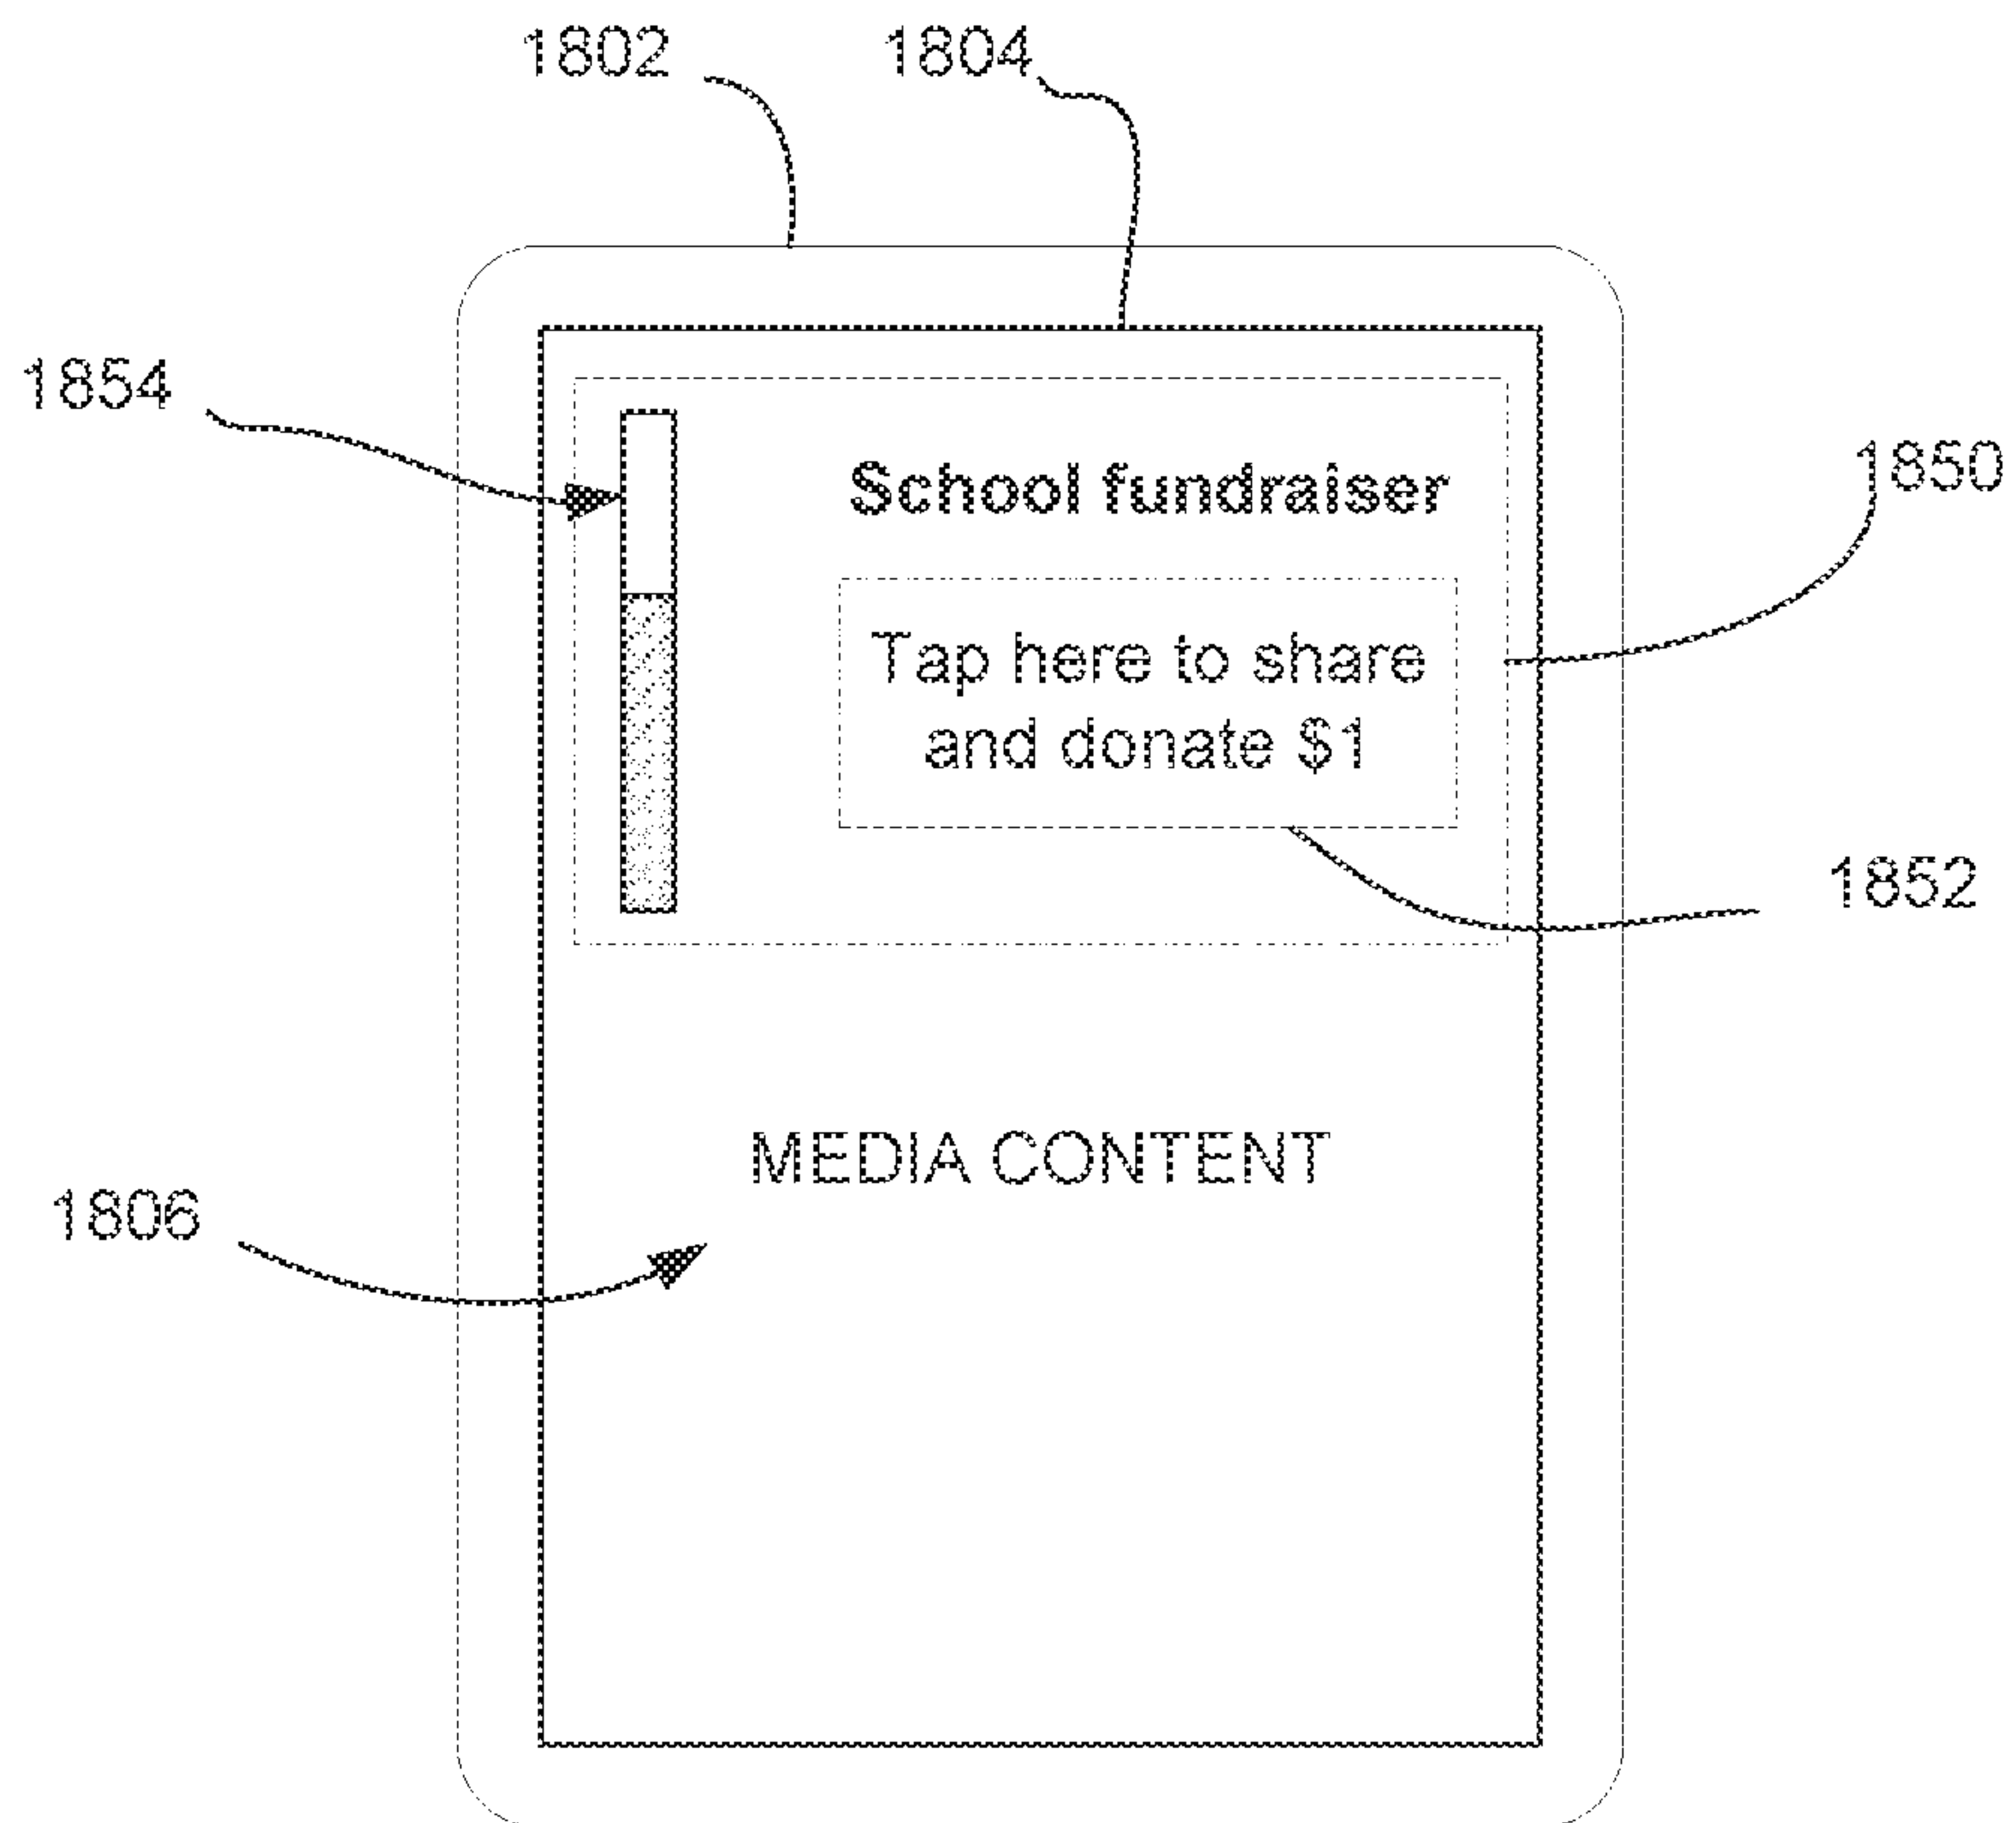 1802
1804
1854
1850
School fundraiser
Tap here to share
and donate $1
1852
MEDIA CONTENT
1806